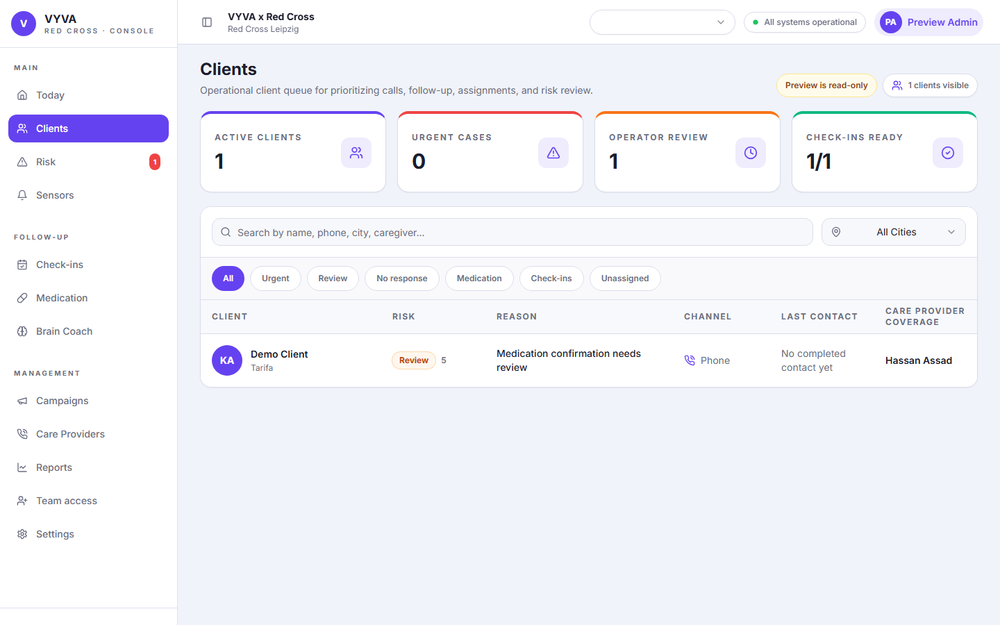 V
VYVA
RED CROSS · CONSOLE
VYVA x Red Cross
Red Cross Leipzig
All systems operational
PA
Preview Admin
MAIN
Today
Clients
Risk
1
Sensors
FOLLOW-UP
Check-ins
Medication
Brain Coach
MANAGEMENT
Campaigns
Care Providers
Reports
Team access
Settings
Clients
Operational client queue for prioritizing calls, follow-up, assignments, and risk review.
Preview is read-only
1 clients visible
ACTIVE CLIENTS
1
URGENT CASES
0
OPERATOR REVIEW
1
CHECK-INS READY
1/1
Search by name, phone, city, caregiver...
All Cities
All
Urgent
Review
No response
Medication
Check-ins
Unassigned
CLIENT
RISK
REASON
CHANNEL
LAST CONTACT
CARE PROVIDER
COVERAGE
KA
Demo Client
Tarifa
Review
5
Medication confirmation needs
review
Phone
No completed
contact yet
Hassan Assad